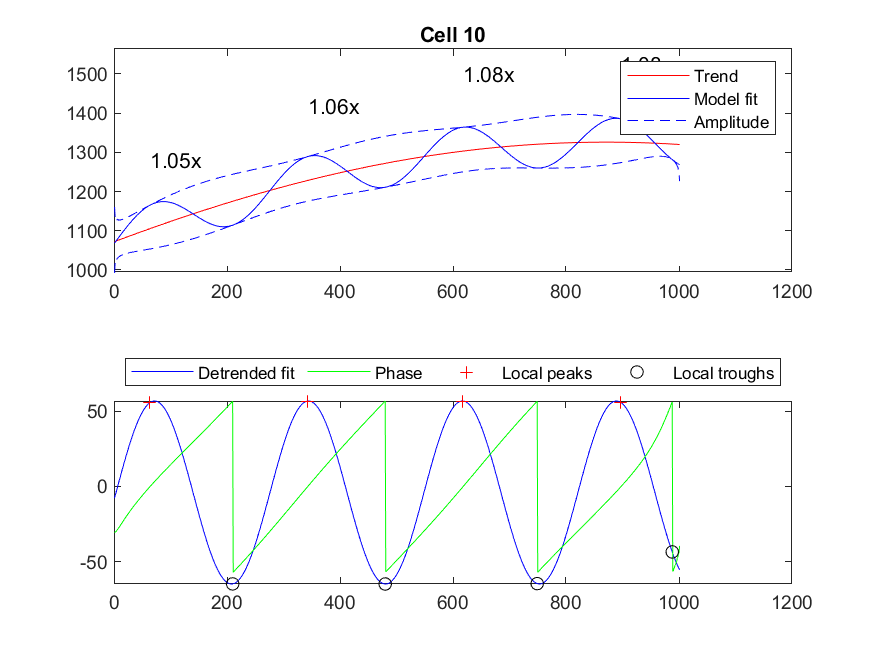 Cell 10
1500
1400
1300
1200
1100
1000
1.05x
1.06x
1.08x
Trend
Model fit
Amplitude
0 200 400 600 800 1000 1200
Detrended fit Phase Local peaks Local troughs
50
0
-50
0 200 400 600 800 1000 1200